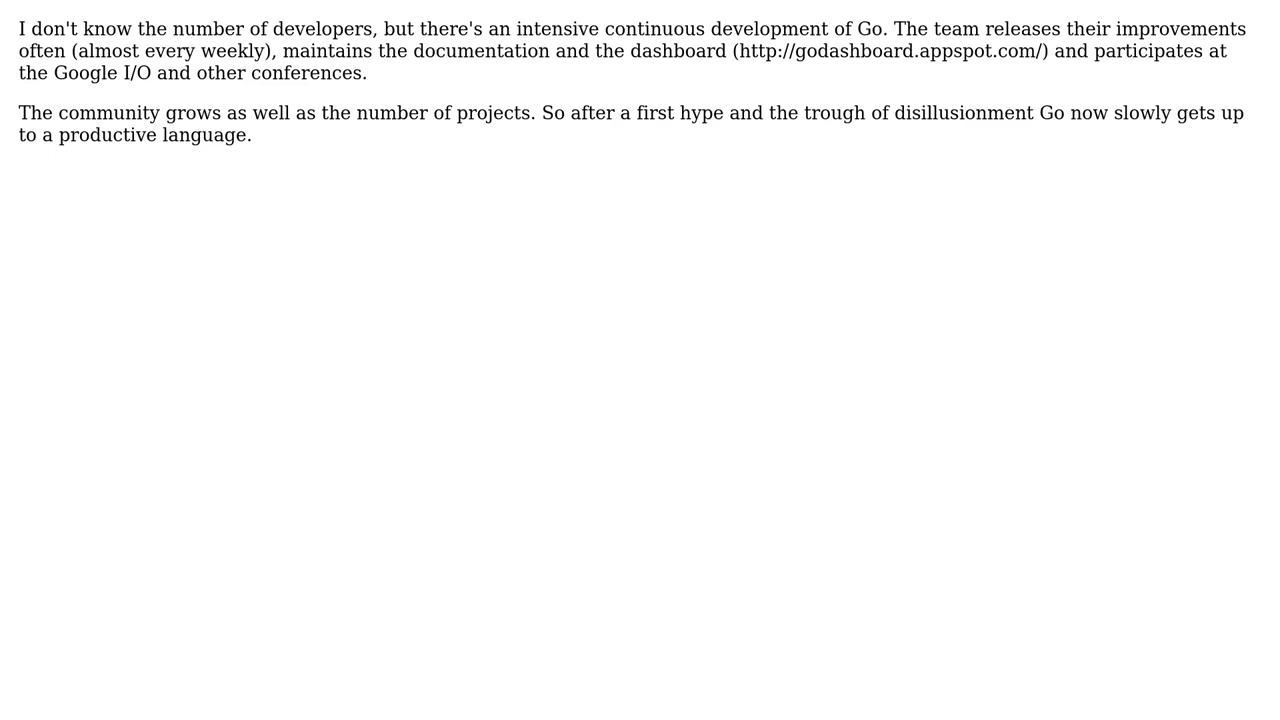 I don't know the number of developers, but there's an intensive continuous development of Go. The team releases their improvements
often (almost every weekly), maintains the documentation and the dashboard (http://godashboard.appspot.com/) and participates at
the Google I/O and other conferences.
The community grows as well as the number of projects. So after a first hype and the trough of disillusionment Go now slowly gets up
to a productive language.